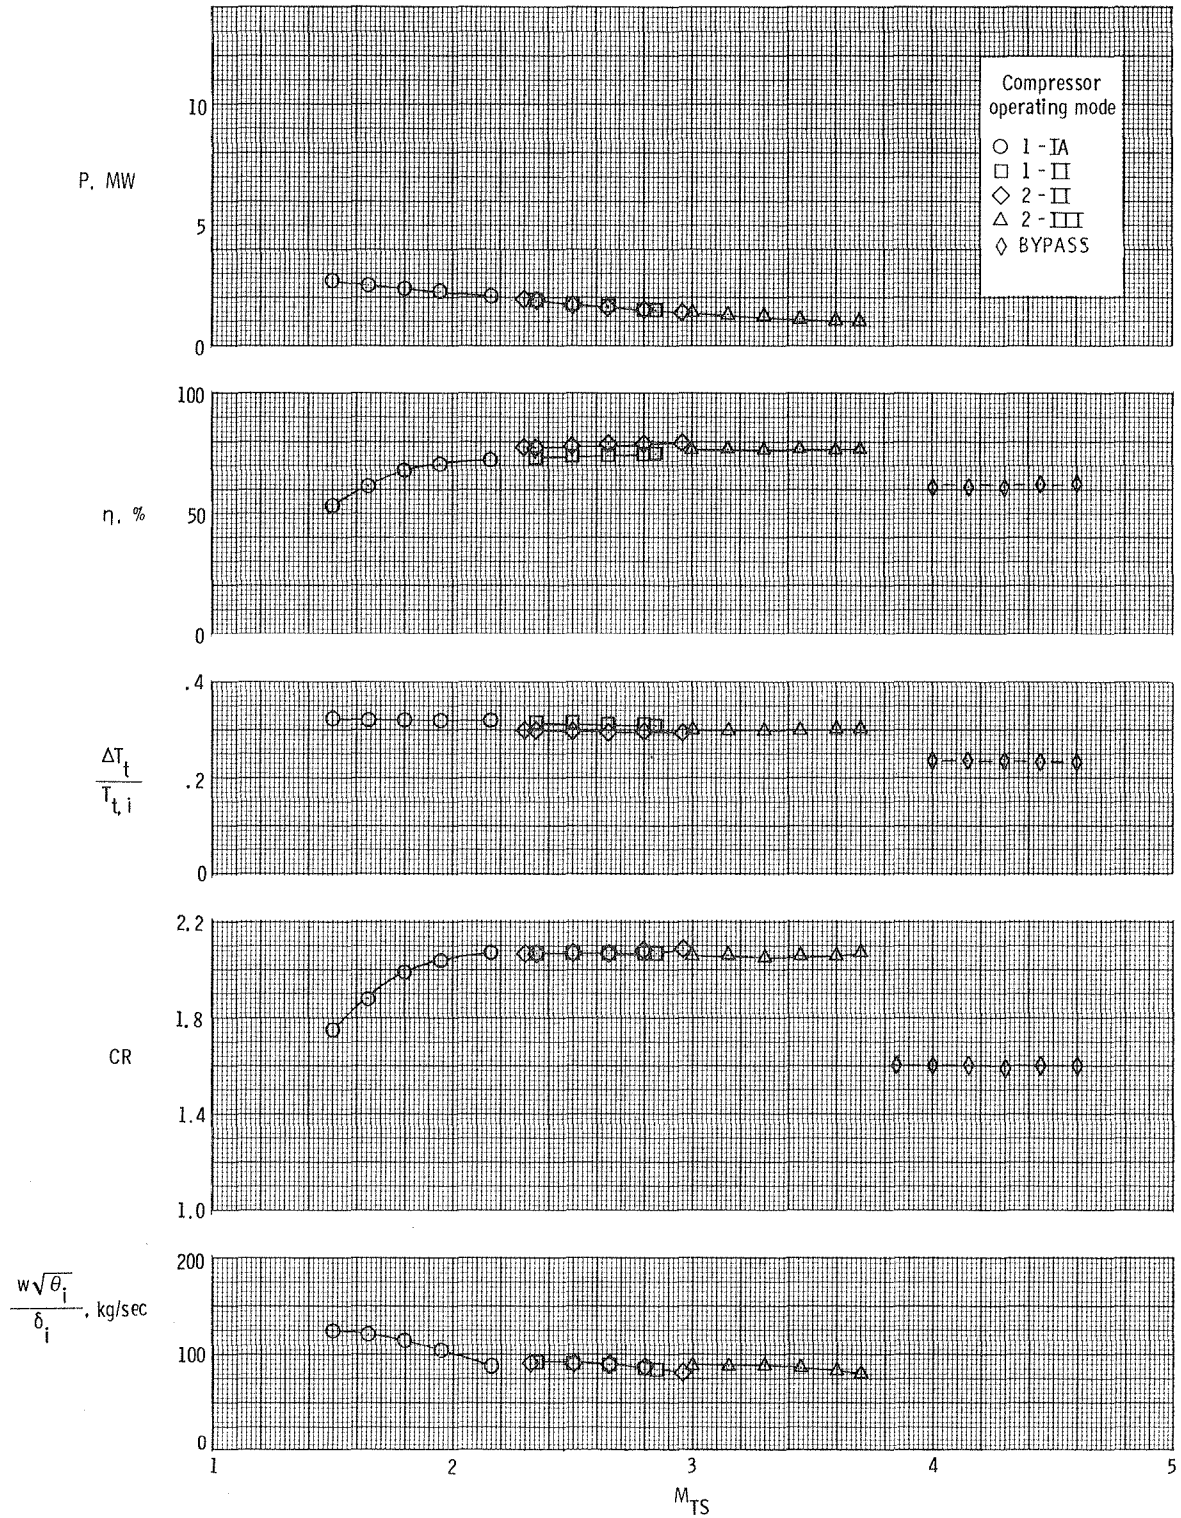 Compressor
operating mode
1 - IA
1 - II
2 - II
2 - III
BYPASS
P, MW
10
5
0
η, %
100
50
0
ΔT_t
T_t, i
.4
.2
0
CR
2.2
1.8
1.4
1.0
w√θ_i
δ_i , kg/sec
200
100
0
1 2 3 4 5
M_TS